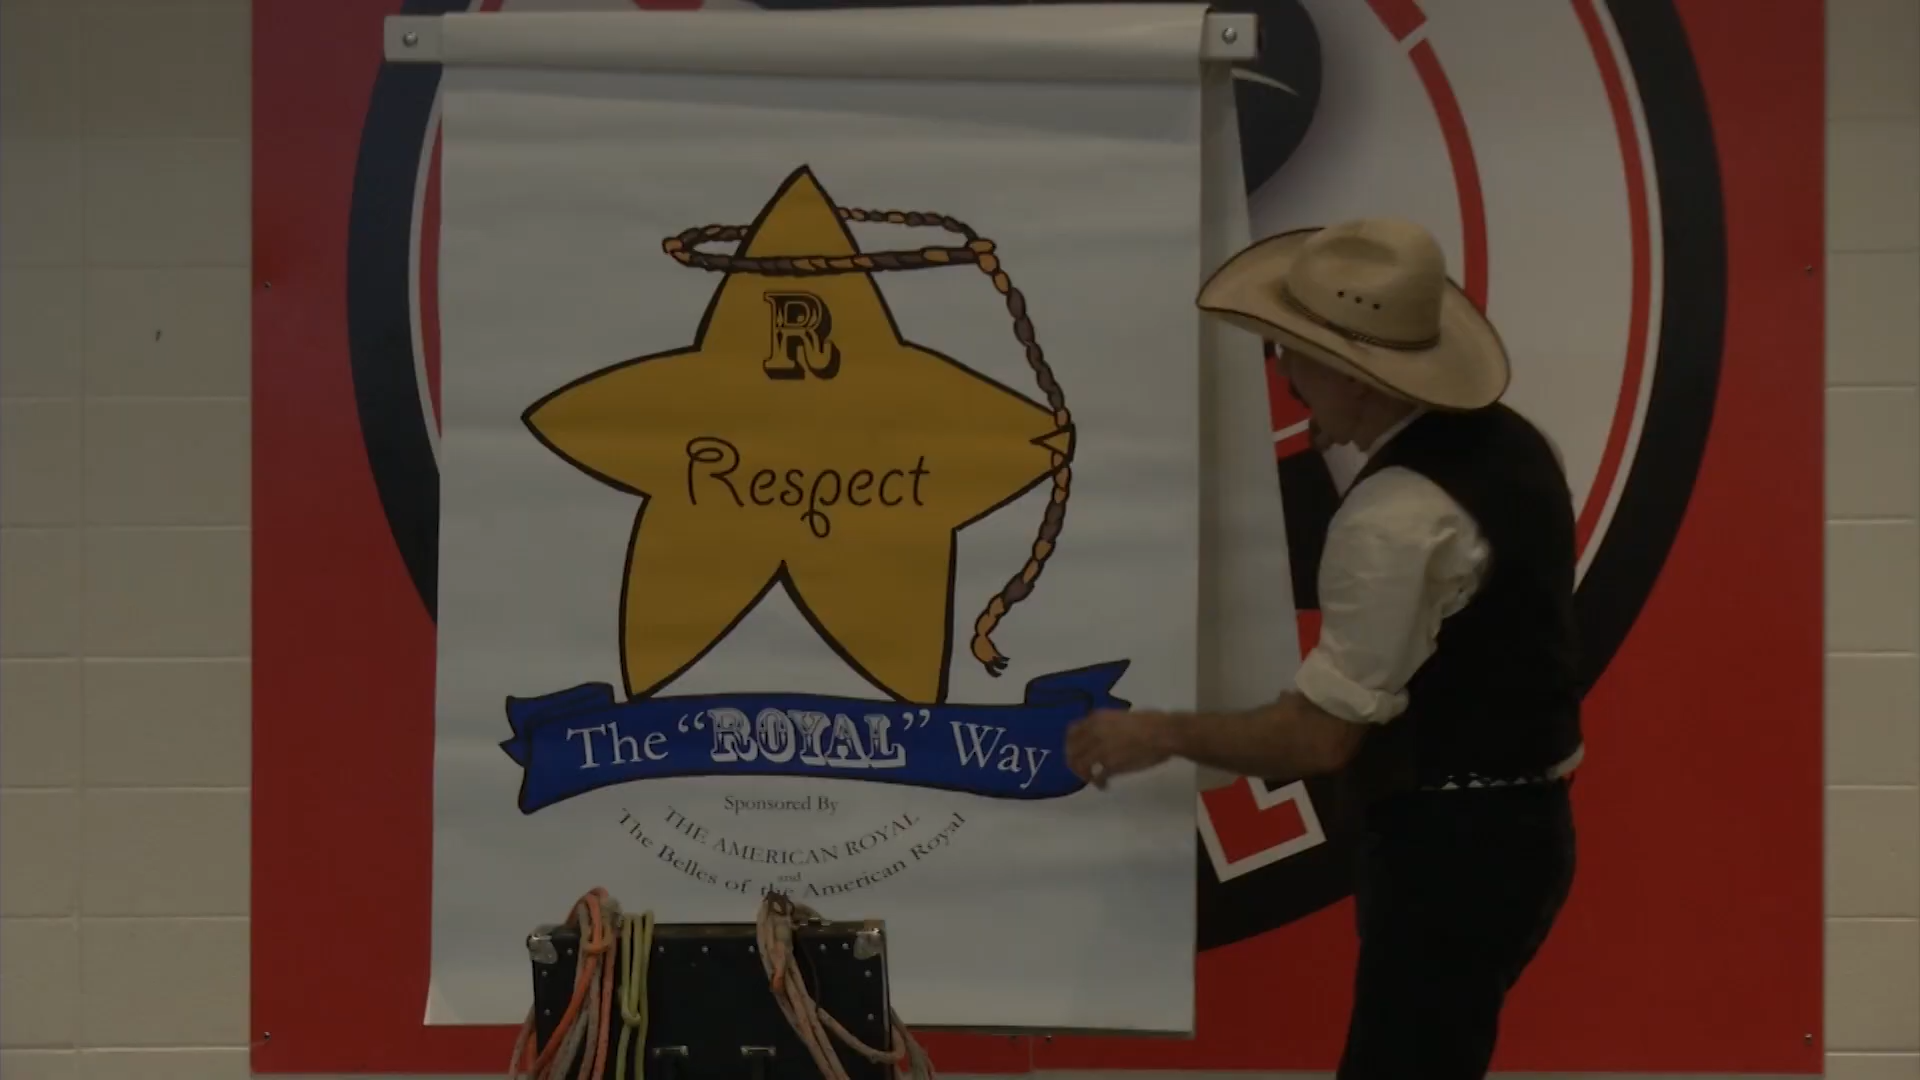 R
Respect
The “ROYAL” Way
Sponsored By
THE AMERICAN ROYAL
and
The Belles of the American Royal